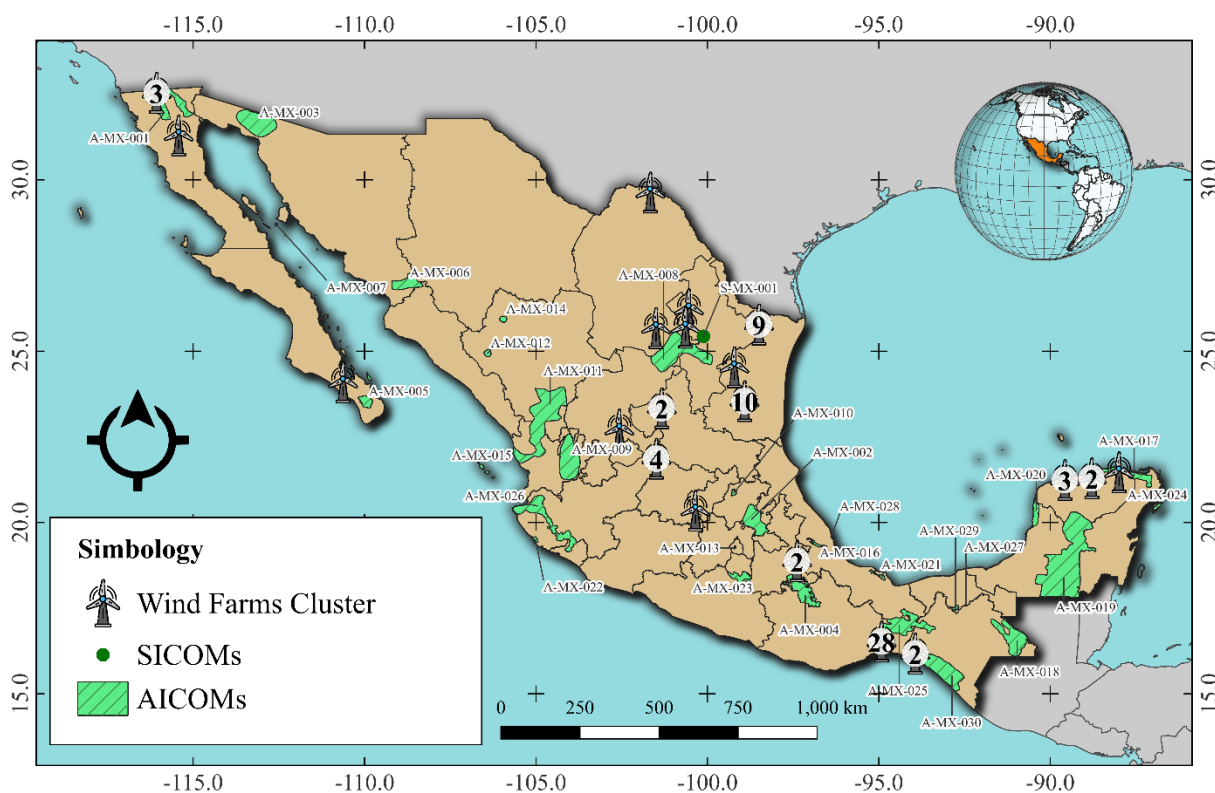 -115.0 -110.0 -105.0 -100.0 -95.0 -90.0
30.0 30.0
25.0 25.0
20.0 20.0
15.0 15.0
3
A-MX-003
A-MX-001
A-MX-006
A-MX-008
S-MX-001
A-MX-007
A-MX-014
9
A-MX-012
A-MX-011
A-MX-005
10
2
A-MX-010
A-MX-009
A-MX-015
4
A-MX-002
A-MX-017
A-MX-020
3
2
A-MX-024
A-MX-026
A-MX-028
A-MX-029
A-MX-013
A-MX-016
A-MX-027
2
A-MX-021
A-MX-022
A-MX-023
A-MX-019
A-MX-004
28
2
A-MX-018
A-MX-025
A-MX-030
Simbology
Wind Farms Cluster
SICOMs
AICOMs
0 250 500 750 1,000 km
-115.0 -110.0 -105.0 -100.0 -95.0 -90.0